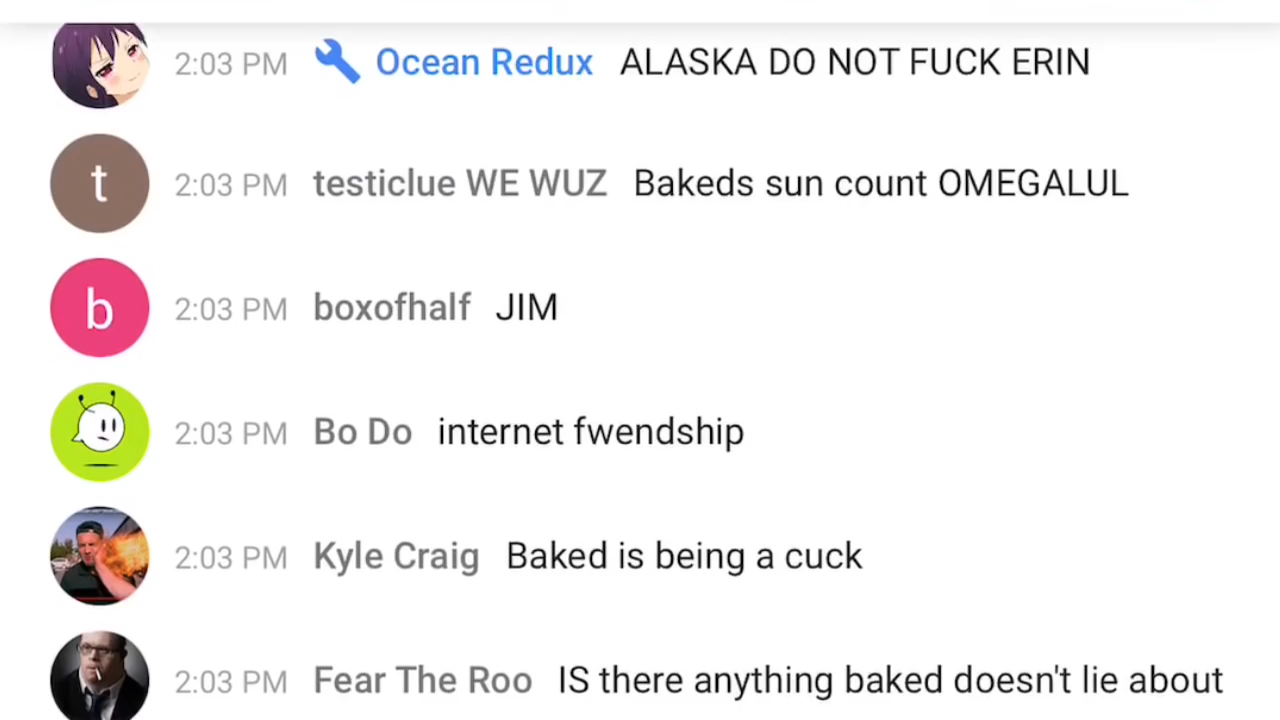 2:03 PM Ocean Redux ALASKA DO NOT FUCK ERIN
t 2:03 PM testiclue WE WUZ Bakeds sun count OMEGALUL
b 2:03 PM boxofhalf JIM
2:03 PM Bo Do internet fwendship
2:03 PM Kyle Craig Baked is being a cuck
2:03 PM Fear The Roo IS there anything baked doesn't lie about